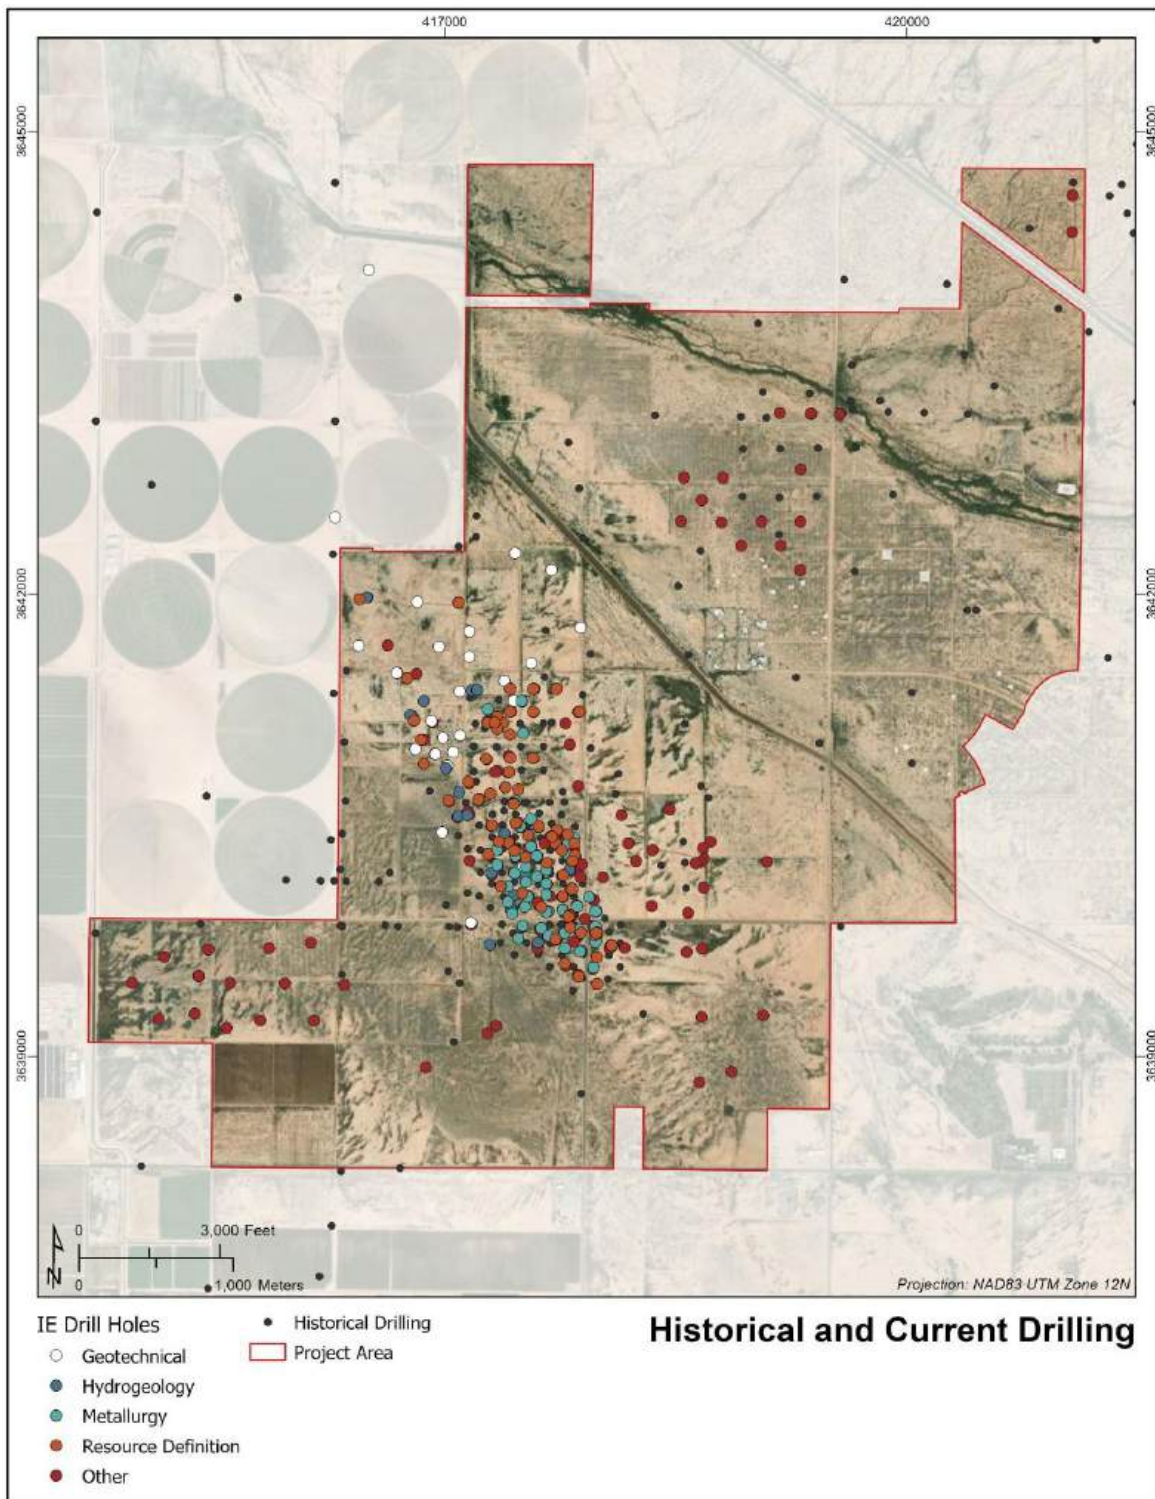 417000 420000
3645000 3645000
3642000 3642000
3639000 3639000
0 3,000 Feet
N
0 1,000 Meters
Projection: NAD83 UTM Zone 12N
Historical and Current Drilling
IE Drill Holes
Geotechnical
Hydrogeology
Metallurgy
Resource Definition
Other
Historical Drilling
Project Area